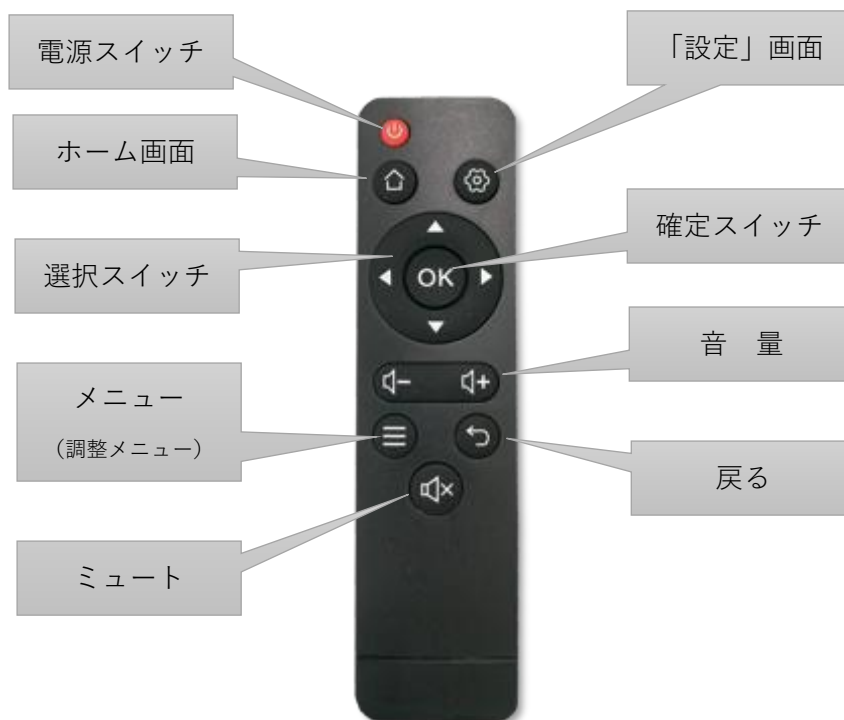 電源スイッチ
「設定」画面
ホーム画面
確定スイッチ
選択スイッチ
OK
音　量
メニュー
（調整メニュー）
戻る
ミュート